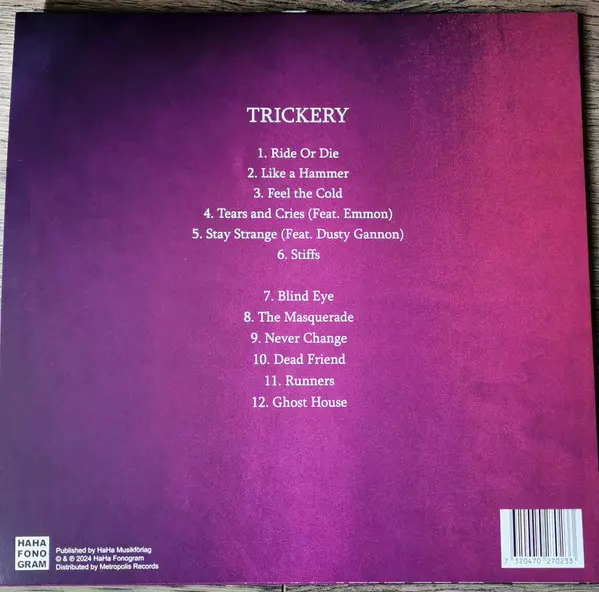 TRICKERY
1. Ride Or Die
2. Like a Hammer
3. Feel the Cold
4. Tears and Cries (Feat. Emmon)
5. Stay Strange (Feat. Dusty Gannon)
6. Stiffs
7. Blind Eye
8. The Masquerade
9. Never Change
10. Dead Friend
11. Runners
12. Ghost House
HAHA
FONO
GRAM
Published by HaHa Musikförlag
© & ℗ 2024 HaHa Fonogram
Distributed by Metropolis Records
7 320470 270233